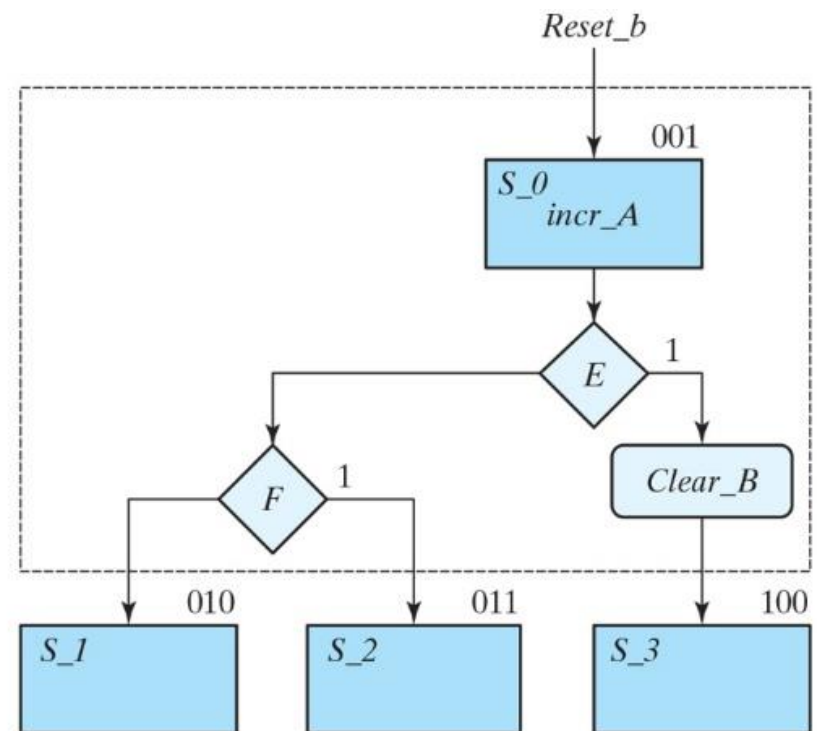 Reset_b
001
S_0
incr_A
E
1
Clear_B
F
1
010
011
100
S_1
S_2
S_3